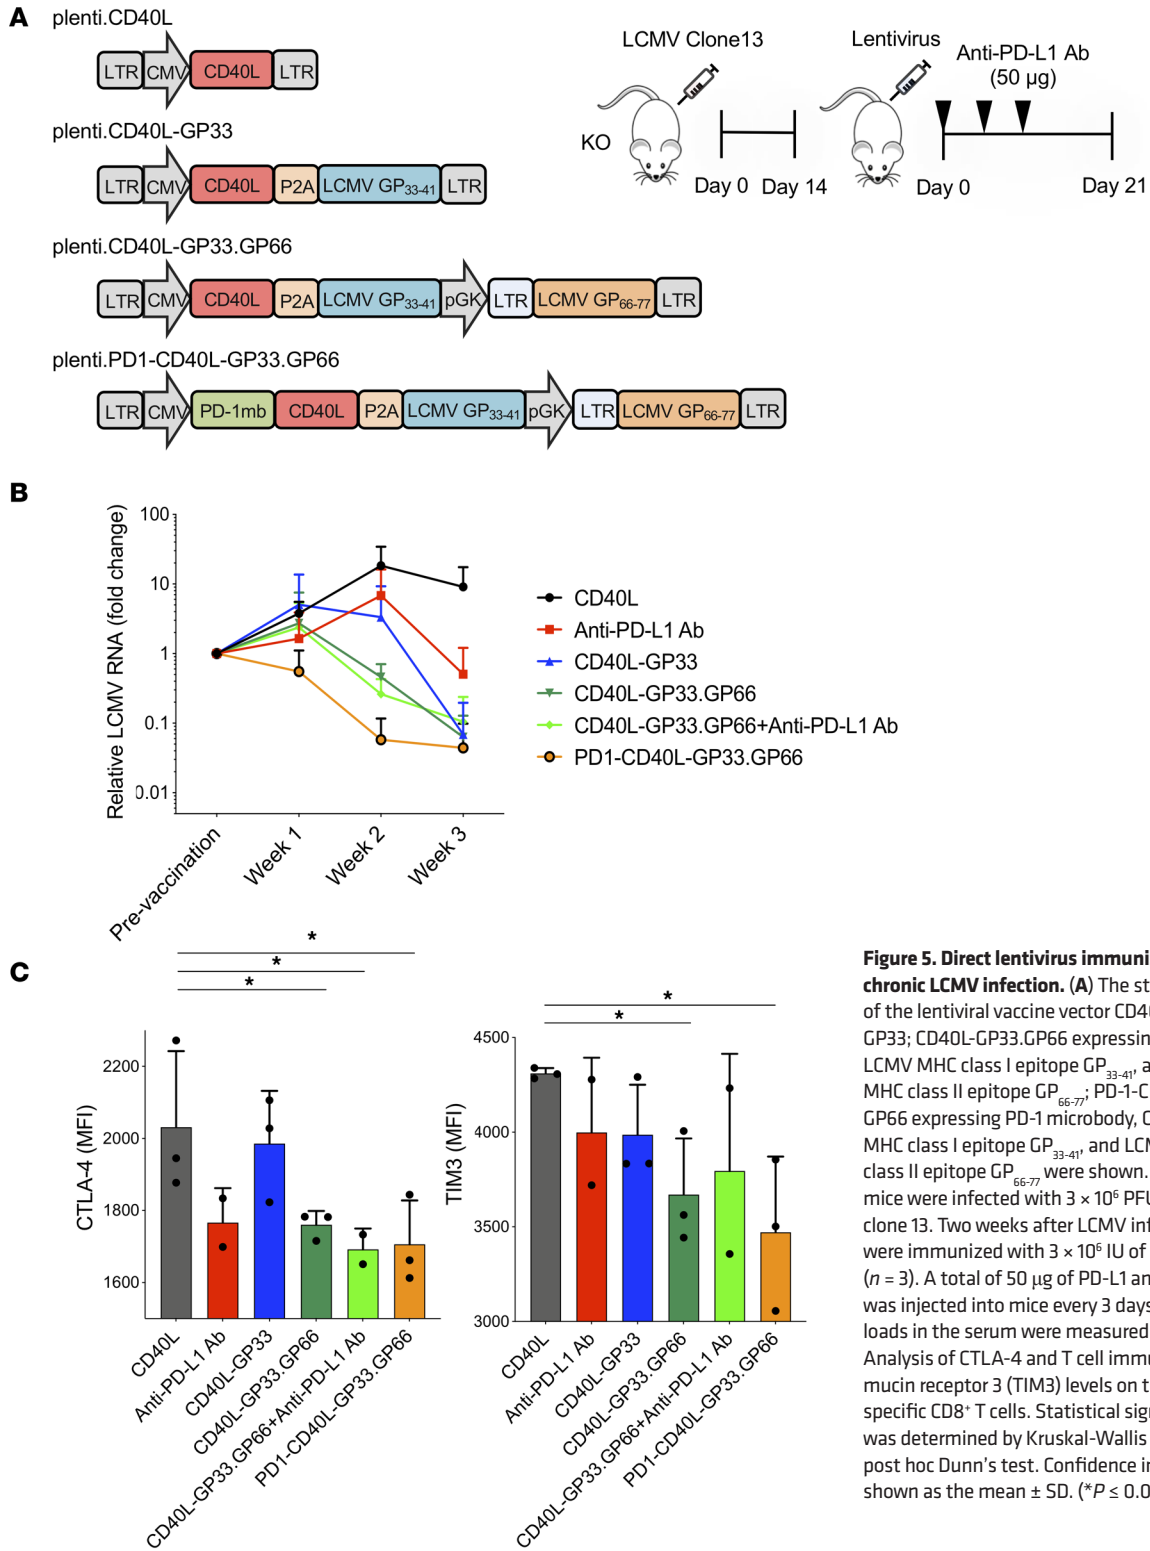 A
plenti.CD40L
LTR CMV CD40L LTR
plenti.CD40L-GP33
LTR CMV CD40L P2A LCMV GP33-41 LTR
plenti.CD40L-GP33.GP66
LTR CMV CD40L P2A LCMV GP33-41 pGK LTR LCMV GP66-77 LTR
plenti.PD1-CD40L-GP33.GP66
LTR CMV PD-1mb CD40L P2A LCMV GP33-41 pGK LTR LCMV GP66-77 LTR
LCMV Clone13
KO
Day 0 Day 14
Lentivirus
Anti-PD-L1 Ab
(50 µg)
Day 0 Day 21
B
Relative LCMV RNA (fold change)
100
10
1
0.1
0.01
Pre-vaccination
Week 1
Week 2
Week 3
CD40L
Anti-PD-L1 Ab
CD40L-GP33
CD40L-GP33.GP66
CD40L-GP33.GP66+Anti-PD-L1 Ab
PD1-CD40L-GP33.GP66
C
*
*
*
CTLA-4 (MFI)
2200
2000
1800
1600
CD40L
Anti-PD-L1 Ab
CD40L-GP33
CD40L-GP33.GP66
CD40L-GP33.GP66+Anti-PD-L1 Ab
PD1-CD40L-GP33.GP66
*
*
TIM3 (MFI)
4500
4000
3500
3000
CD40L
Anti-PD-L1 Ab
CD40L-GP33
CD40L-GP33.GP66
CD40L-GP33.GP66+Anti-PD-L1 Ab
PD1-CD40L-GP33.GP66
Figure 5. Direct lentivirus immuni
chronic LCMV infection. (A) The st
of the lentiviral vaccine vector CD40
GP33; CD40L-GP33.GP66 expressin
LCMV MHC class I epitope GP33-41, a
MHC class II epitope GP66-77; PD-1-C
GP66 expressing PD-1 microbody, C
MHC class I epitope GP33-41, and LCM
class II epitope GP66-77 were shown.
mice were infected with 3 × 10⁶ PFU
clone 13. Two weeks after LCMV inf
were immunized with 3 × 10⁶ IU of
(n = 3). A total of 50 µg of PD-L1 an
was injected into mice every 3 days
loads in the serum were measured
Analysis of CTLA-4 and T cell immu
mucin receptor 3 (TIM3) levels on t
specific CD8⁺ T cells. Statistical sign
was determined by Kruskal-Wallis
post hoc Dunn's test. Confidence in
shown as the mean ± SD. (*P ≤ 0.0